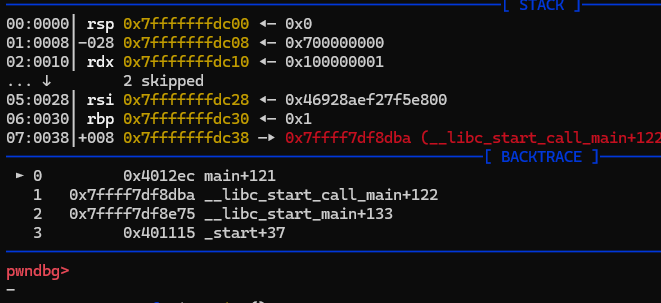 [ STACK ]
00:0000│ rsp 0x7fffffffdc00 ◂— 0x0
01:0008│-028 0x7fffffffdc08 ◂— 0x700000000
02:0010│ rdx 0x7fffffffdc10 ◂— 0x100000001
... ↓ 2 skipped
05:0028│ rsi 0x7fffffffdc28 ◂— 0x46928aef27f5e800
06:0030│ rbp 0x7fffffffdc30 ◂— 0x1
07:0038│+008 0x7fffffffdc38 —▸ 0x7ffff7df8dba (__libc_start_call_main+122
[ BACKTRACE ]
► 0 0x4012ec main+121
1 0x7ffff7df8dba __libc_start_call_main+122
2 0x7ffff7df8e75 __libc_start_main+133
3 0x401115 _start+37
pwndbg>